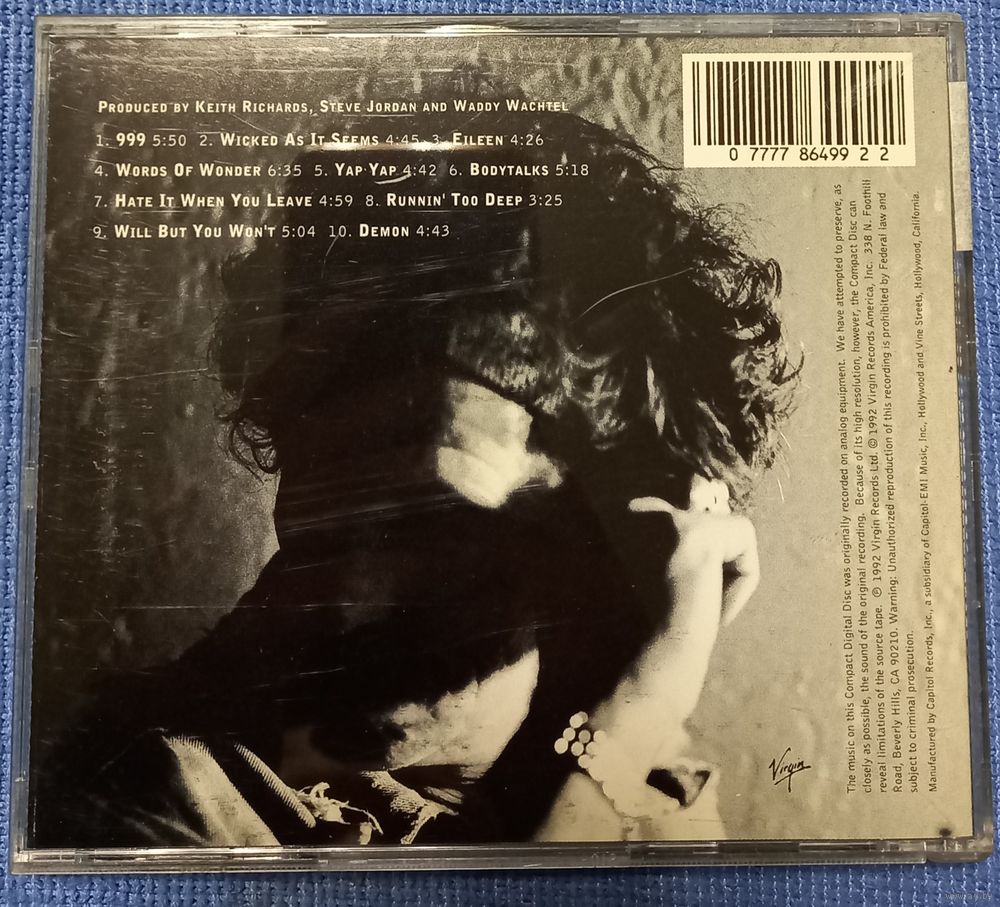 PRODUCED BY KEITH RICHARDS, STEVE JORDAN AND WADDY WACHTEL
1. 999 5:50 2. WICKED AS IT SEEMS 4:45 3. EILEEN 4:26
4. WORDS OF WONDER 6:35 5. YAP YAP 4:42 6. BODYTALKS 5:18
7. HATE IT WHEN YOU LEAVE 4:59 8. RUNNIN' TOO DEEP 3:25
9. WILL BUT YOU WON'T 5:04 10. DEMON 4:43
0 7777 86499 2 2
The music on this Compact Digital Disc was originally recorded on analog equipment. We have attempted to preserve, as
closely as possible, the sound of the original recording. Because of its high resolution, however, the Compact Disc can
reveal limitations of the source tape. ℗ 1992 Virgin Records Ltd. © 1992 Virgin Records America, Inc. 338 N. Foothill
Road, Beverly Hills, CA 90210. Warning: Unauthorized reproduction of this recording is prohibited by Federal law and
subject to criminal prosecution.
Manufactured by Capitol Records, Inc., a subsidiary of Capitol-EMI Music, Inc., Hollywood and Vine Streets, Hollywood, California.
Virgin